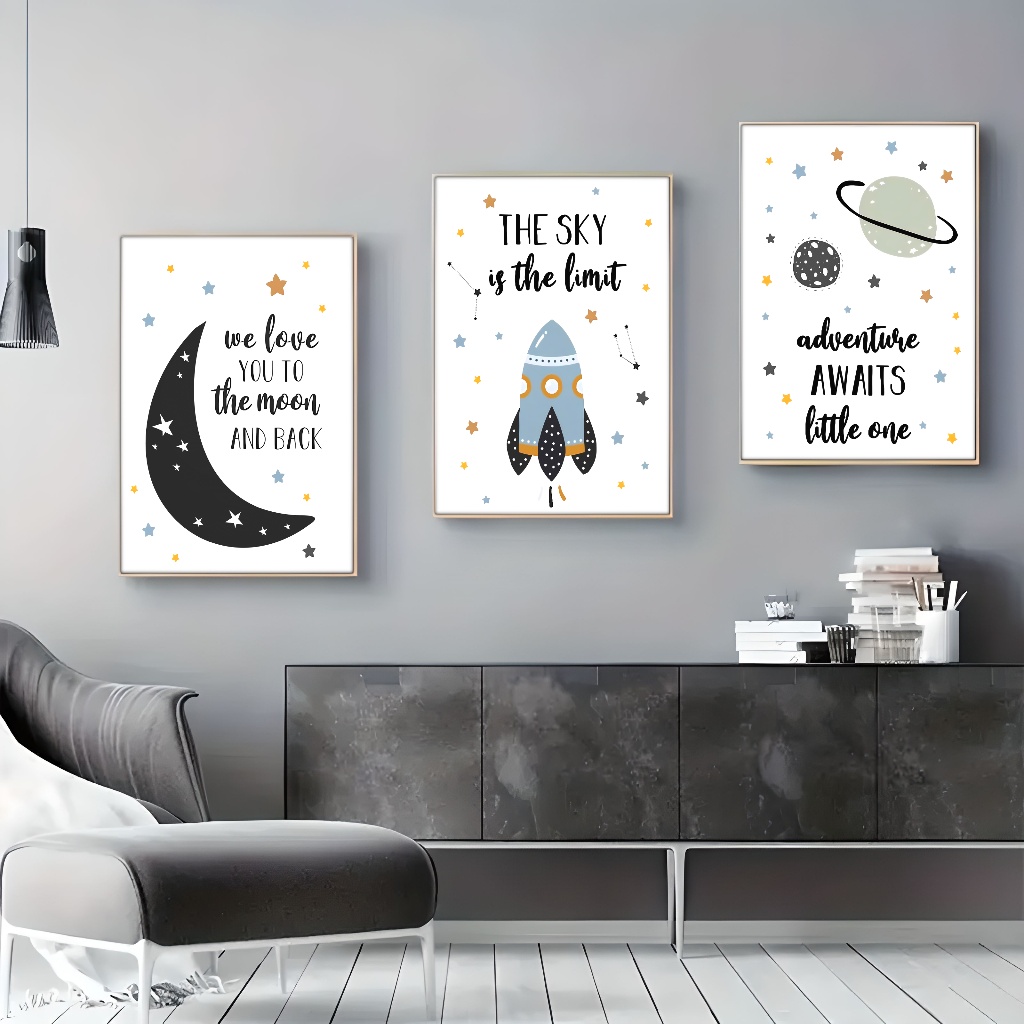 we love
YOU TO
the moon
AND BACK
THE SKY
is the limit
adventure
AWAITS
little one